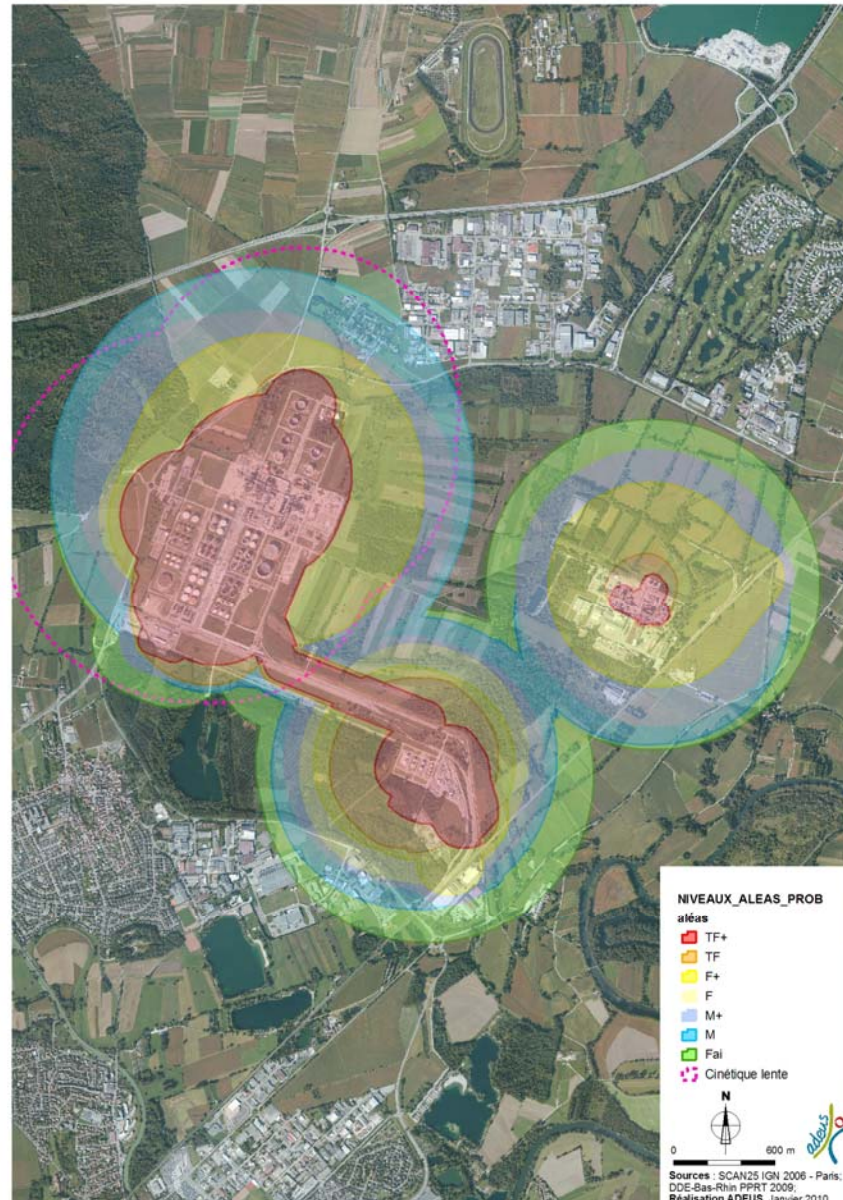 NIVEAUX_ALEAS_PROB
aléas
TF+
TF
F+
F
M+
M
Fai
Cinétique lente
N
0 600 m
adeus
Sources : SCAN25 IGN 2006 - Paris;
DDE-Bas-Rhin PPRT 2009;
Réalisation ADEUS, Janvier 2010